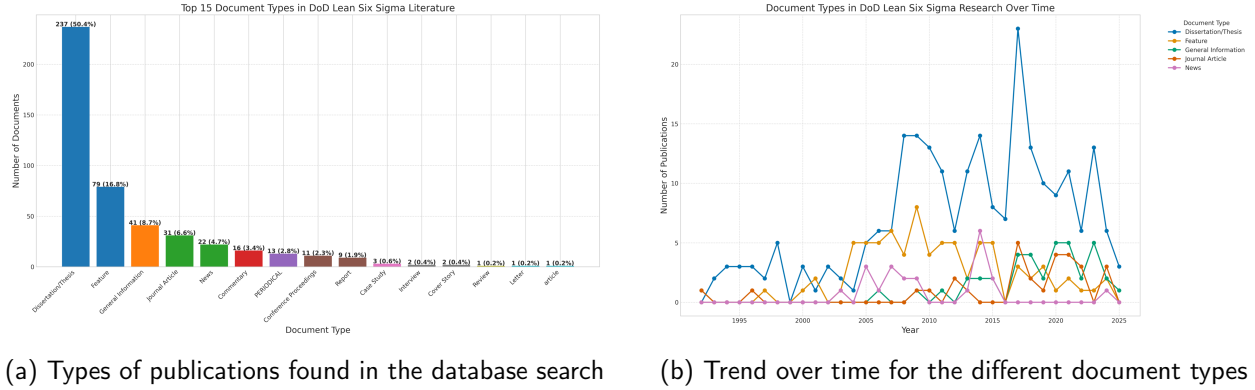 Top 15 Document Types in DoD Lean Six Sigma Literature
Number of Documents
200
150
100
50
0
237 (50.4%)
79 (16.8%)
41 (8.7%)
31 (6.6%)
22 (4.7%)
16 (3.4%)
13 (2.8%)
11 (2.3%)
9 (1.9%)
3 (0.6%)
2 (0.4%)
2 (0.4%)
1 (0.2%)
1 (0.2%)
1 (0.2%)
Dissertation/Thesis
Feature
General Information
Journal Article
News
Commentary
PERIODICAL
Conference Proceedings
Report
Case Study
Interview
Cover Story
Review
Letter
article
Document Type
(a) Types of publications found in the database search
Document Types in DoD Lean Six Sigma Research Over Time
Number of Publications
20
15
10
5
0
1995
2000
2005
2010
2015
2020
2025
Year
Document Type
Dissertation/Thesis
Feature
General Information
Journal Article
News
(b) Trend over time for the different document types